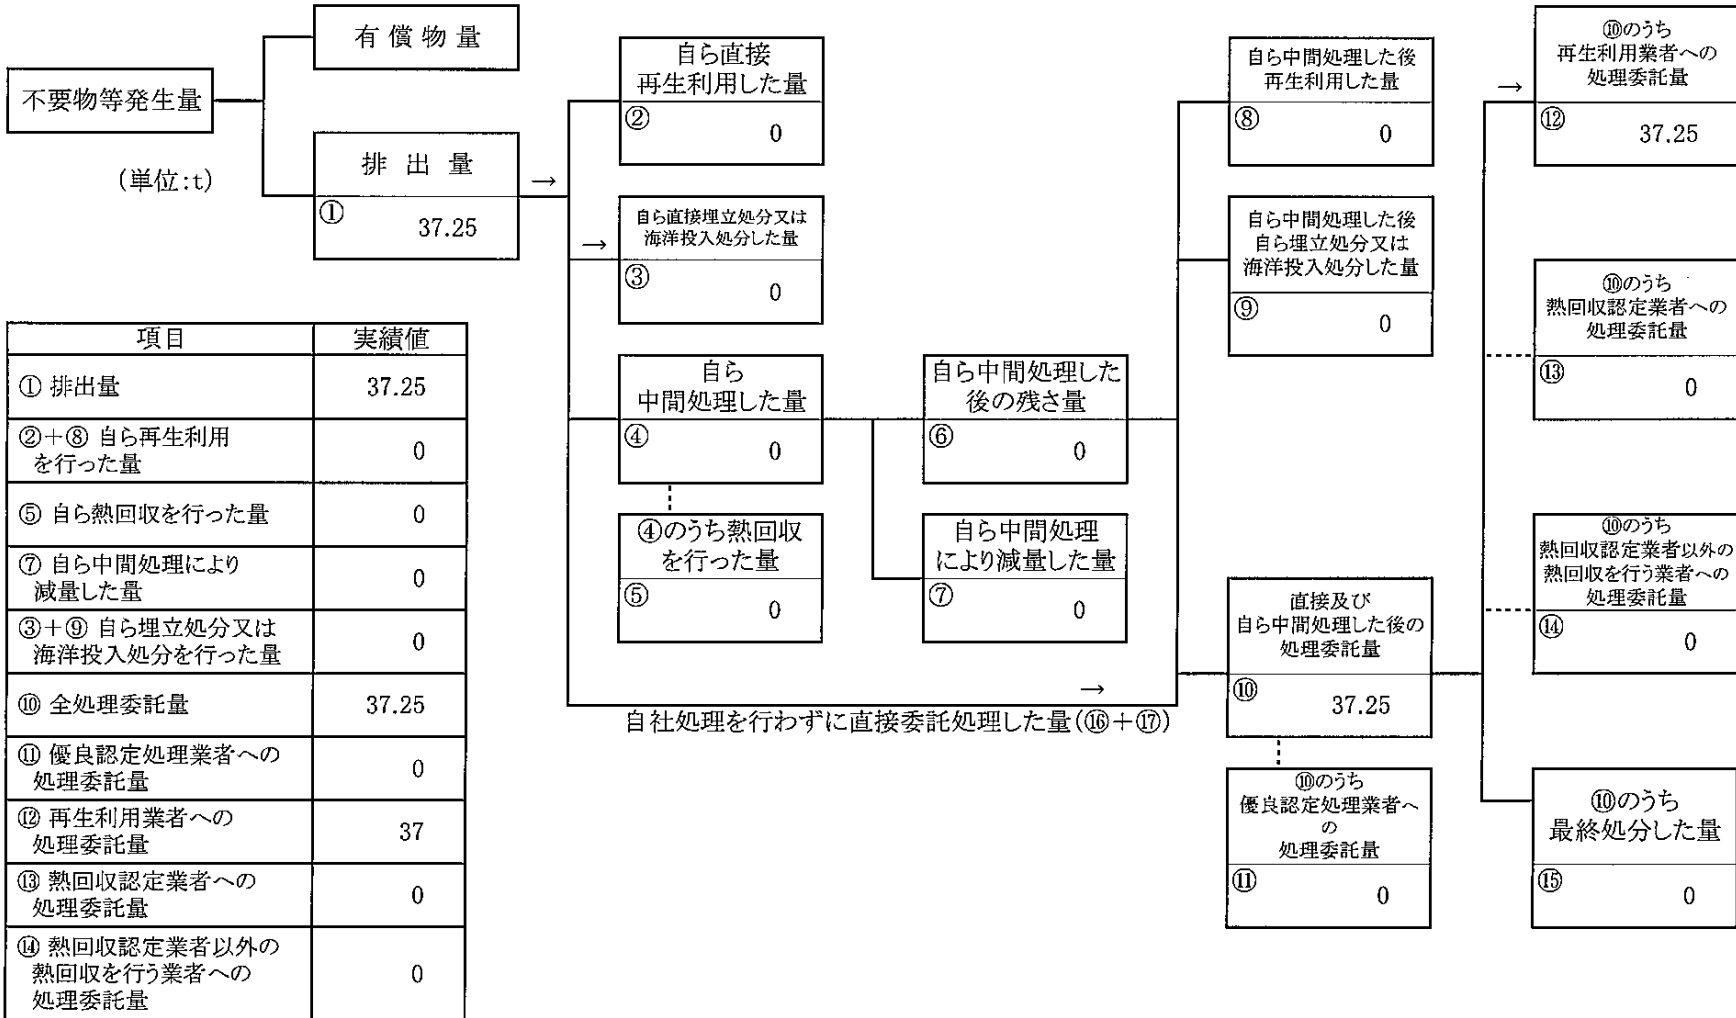 不要物等発生量
(単位:t)
有償物量
排出量
①
37.25
→
自ら直接
再生利用した量
②
0
→
自ら直接埋立処分又は
海洋投入処分した量
③
0
自ら
中間処理した量
④
0
④のうち熱回収
を行った量
⑤
0
自ら中間処理した
後の残さ量
⑥
0
自ら中間処理
により減量した量
⑦
0
→
自社処理を行わずに直接委託処理した量(⑯+⑰)
自ら中間処理した後
再生利用した量
⑧
0
自ら中間処理した後
自ら埋立処分又は
海洋投入処分した量
⑨
0
直接及び
自ら中間処理した後の
処理委託量
⑩
37.25
⑩のうち
優良認定処理業者へ
の
処理委託量
⑪
0
→
⑩のうち
再生利用業者への
処理委託量
⑫
37.25
⑩のうち
熱回収認定業者への
処理委託量
⑬
0
⑩のうち
熱回収認定業者以外の
熱回収を行う業者への
処理委託量
⑭
0
⑩のうち
最終処分した量
⑮
0
項目 実績値
① 排出量 37.25
②+⑧ 自ら再生利用
を行った量 0
⑤ 自ら熱回収を行った量 0
⑦ 自ら中間処理により
減量した量 0
③+⑨ 自ら埋立処分又は
海洋投入処分を行った量 0
⑩ 全処理委託量 37.25
⑪ 優良認定処理業者への
処理委託量 0
⑫ 再生利用業者への
処理委託量 37
⑬ 熱回収認定業者への
処理委託量 0
⑭ 熱回収認定業者以外の
熱回収を行う業者への
処理委託量 0